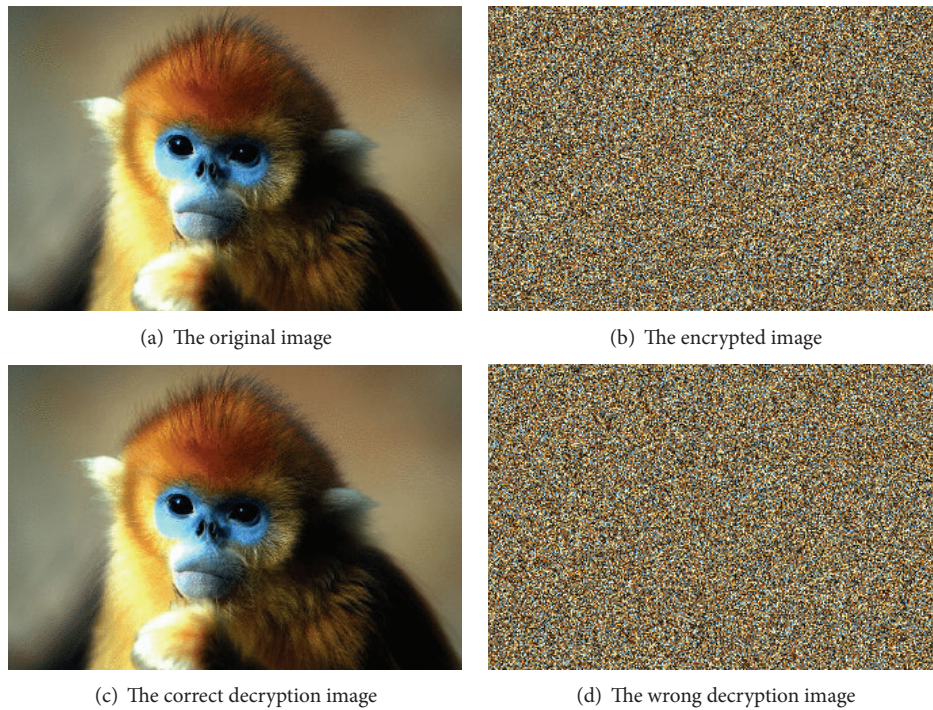 (a) The original image
(b) The encrypted image
(c) The correct decryption image
(d) The wrong decryption image